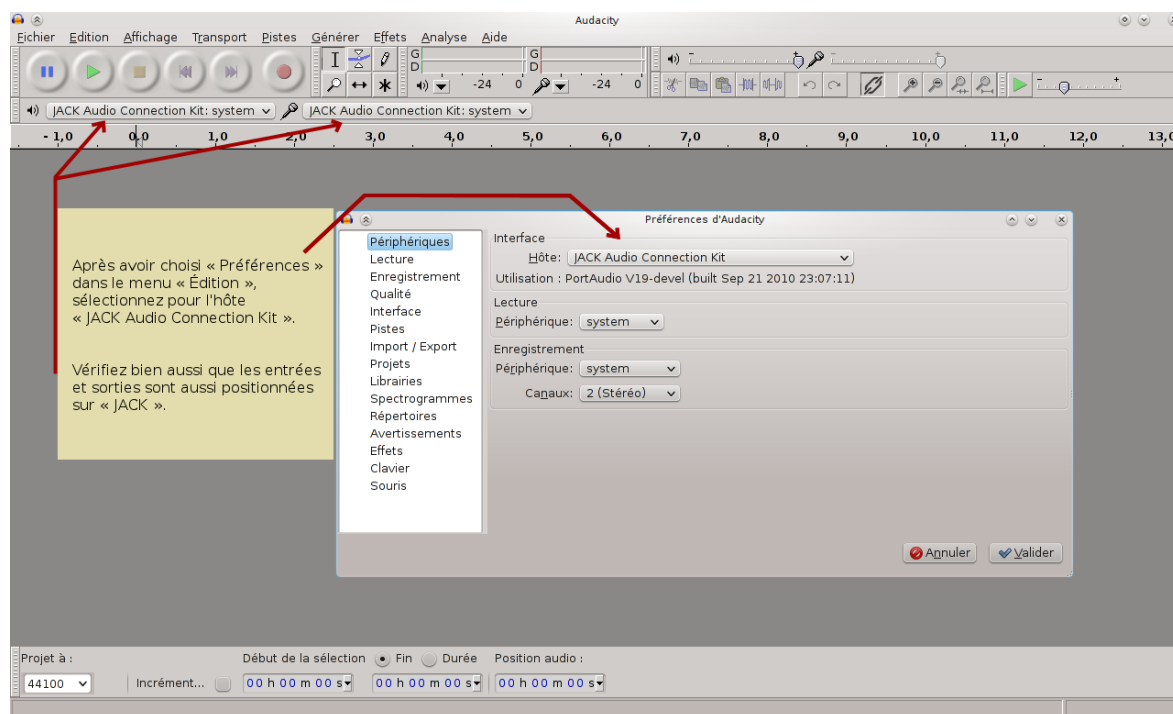 Audacity
Fichier Edition Affichage Transport Pistes Générer Effets Analyse Aide
G
D
-24 0
G
D
-24 0
JACK Audio Connection Kit: system
JACK Audio Connection Kit: system
- 1,0 0,0 1,0 2,0 3,0 4,0 5,0 6,0 7,0 8,0 9,0 10,0 11,0 12,0 13,0
Après avoir choisi « Préférences »
dans le menu « Édition »,
sélectionnez pour l'hôte
« JACK Audio Connection Kit ».
Vérifiez bien aussi que les entrées
et sorties sont aussi positionnées
sur « JACK ».
Préférences d'Audacity
Périphériques
Lecture
Enregistrement
Qualité
Interface
Pistes
Import / Export
Projets
Librairies
Spectrogrammes
Répertoires
Avertissements
Effets
Clavier
Souris
Interface
Hôte: JACK Audio Connection Kit
Utilisation : PortAudio V19-devel (built Sep 21 2010 23:07:11)
Lecture
Périphérique: system
Enregistrement
Périphérique: system
Canaux: 2 (Stéréo)
Annuler Valider
Projet à : Début de la sélection Fin Durée Position audio :
44100 Incrément... 00 h 00 m 00 s 00 h 00 m 00 s 00 h 00 m 00 s